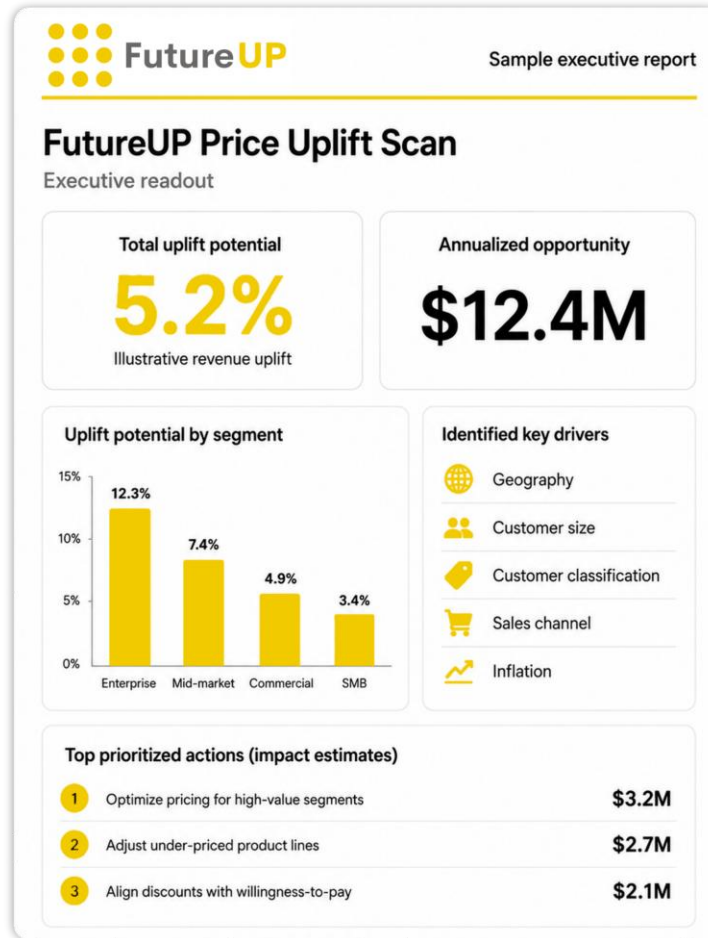 FutureUP
Sample executive report
FutureUP Price Uplift Scan
Executive readout
Total uplift potential
5.2%
Illustrative revenue uplift
Annualized opportunity
$12.4M
Uplift potential by segment
15%
10%
5%
0%
12.3%
7.4%
4.9%
3.4%
Enterprise Mid-market Commercial SMB
Identified key drivers
Geography
Customer size
Customer classification
Sales channel
Inflation
Top prioritized actions (impact estimates)
1 Optimize pricing for high-value segments $3.2M
2 Adjust under-priced product lines $2.7M
3 Align discounts with willingness-to-pay $2.1M